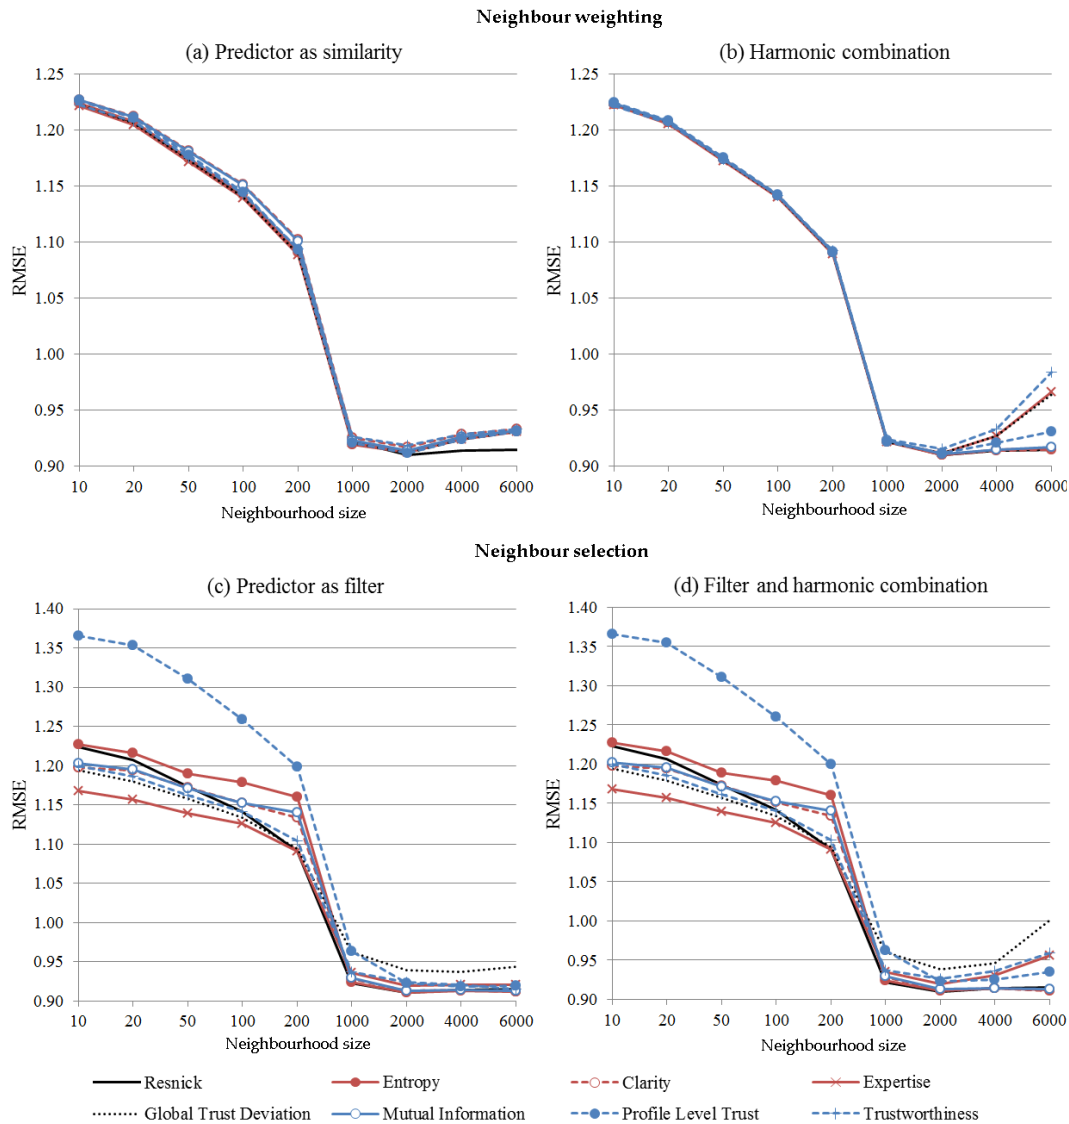 Neighbour weighting
(a) Predictor as similarity
(b) Harmonic combination
1.25
1.20
1.15
1.10
1.05
1.00
0.95
0.90
RMSE
10 20 50 100 200 1000 2000 4000 6000
Neighbourhood size
1.25
1.20
1.15
1.10
1.05
1.00
0.95
0.90
RMSE
10 20 50 100 200 1000 2000 4000 6000
Neighbourhood size
Neighbour selection
(c) Predictor as filter
(d) Filter and harmonic combination
1.40
1.35
1.30
1.25
1.20
1.15
1.10
1.05
1.00
0.95
0.90
RMSE
10 20 50 100 200 1000 2000 4000 6000
Neighbourhood size
1.40
1.35
1.30
1.25
1.20
1.15
1.10
1.05
1.00
0.95
0.90
RMSE
10 20 50 100 200 1000 2000 4000 6000
Neighbourhood size
Resnick Entropy Clarity Expertise
Global Trust Deviation Mutual Information Profile Level Trust Trustworthiness